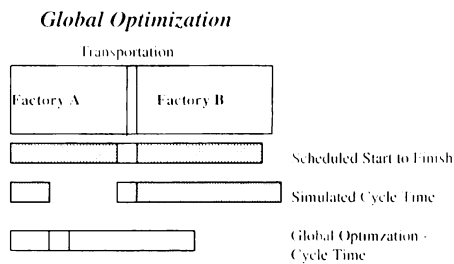 Global Optimization
Transportation
Factory A
Factory B
Scheduled Start to Finish
Simulated Cycle Time
Global Optimzation -
Cycle Time